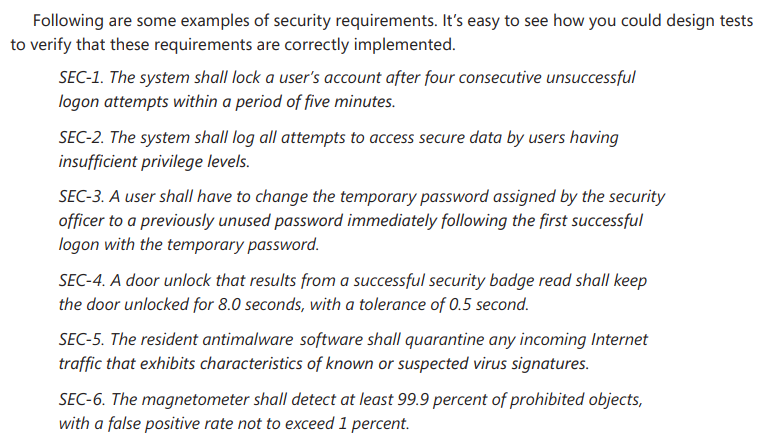 Following are some examples of security requirements. It’s easy to see how you could design tests
to verify that these requirements are correctly implemented.
SEC-1. The system shall lock a user’s account after four consecutive unsuccessful
logon attempts within a period of five minutes.
SEC-2. The system shall log all attempts to access secure data by users having
insufficient privilege levels.
SEC-3. A user shall have to change the temporary password assigned by the security
officer to a previously unused password immediately following the first successful
logon with the temporary password.
SEC-4. A door unlock that results from a successful security badge read shall keep
the door unlocked for 8.0 seconds, with a tolerance of 0.5 second.
SEC-5. The resident antimalware software shall quarantine any incoming Internet
traffic that exhibits characteristics of known or suspected virus signatures.
SEC-6. The magnetometer shall detect at least 99.9 percent of prohibited objects,
with a false positive rate not to exceed 1 percent.